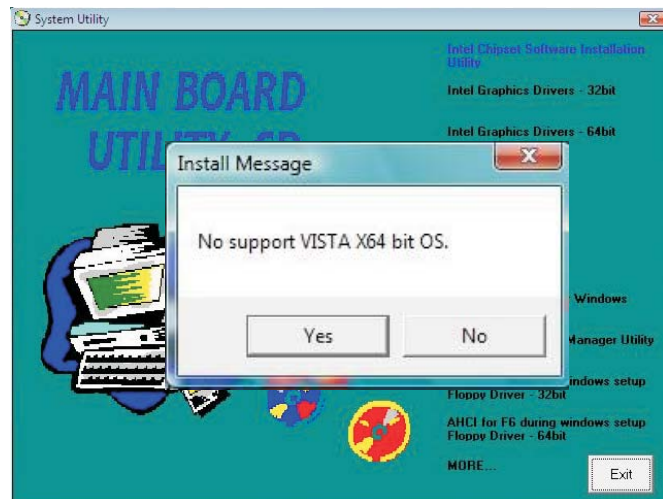 System Utility
MAIN BOARD
Intel Chipset Software Installation
Utility
Intel Graphics Drivers - 32bit
Intel Graphics Drivers - 64bit
Install Message
No support VISTA X64 bit OS.
Yes
No
Windows
Manager Utility
indows setup
Floppy Driver - 32bit
AHCI for F6 during windows setup
Floppy Driver - 64bit
MORE...
Exit